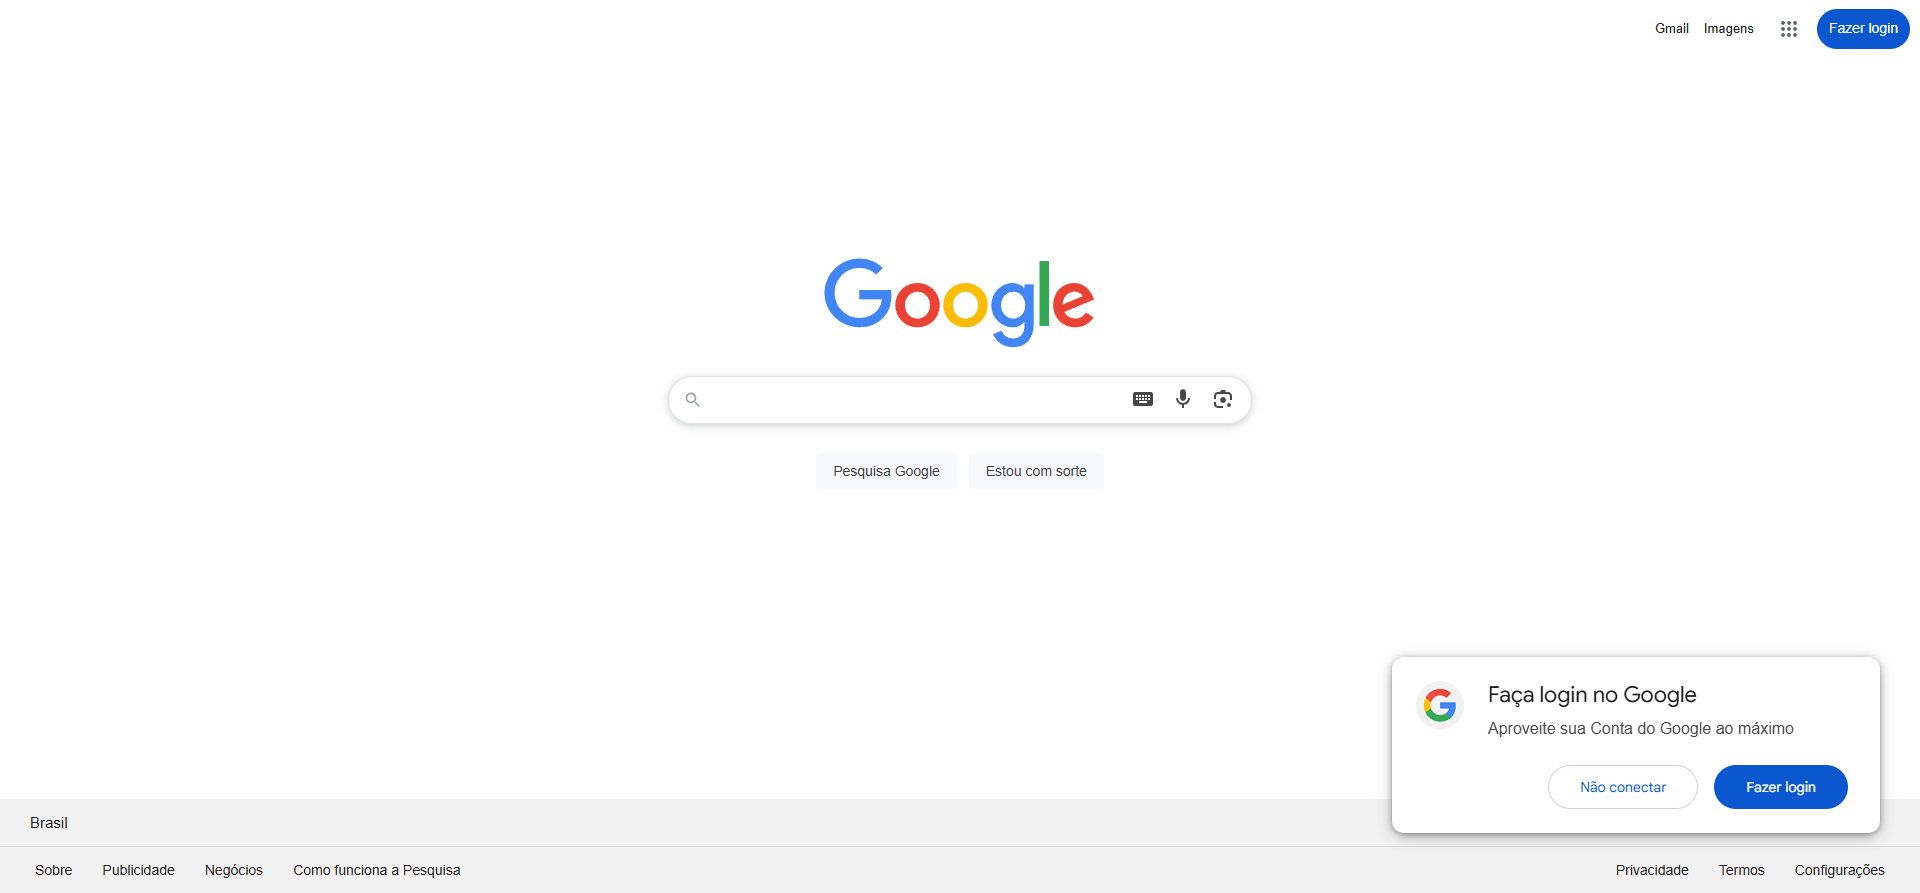 Gmail Imagens Fazer login
Google
Pesquisa Google Estou com sorte
Faça login no Google
Aproveite sua Conta do Google ao máximo
Não conectar Fazer login
Brasil
Sobre Publicidade Negócios Como funciona a Pesquisa Privacidade Termos Configurações